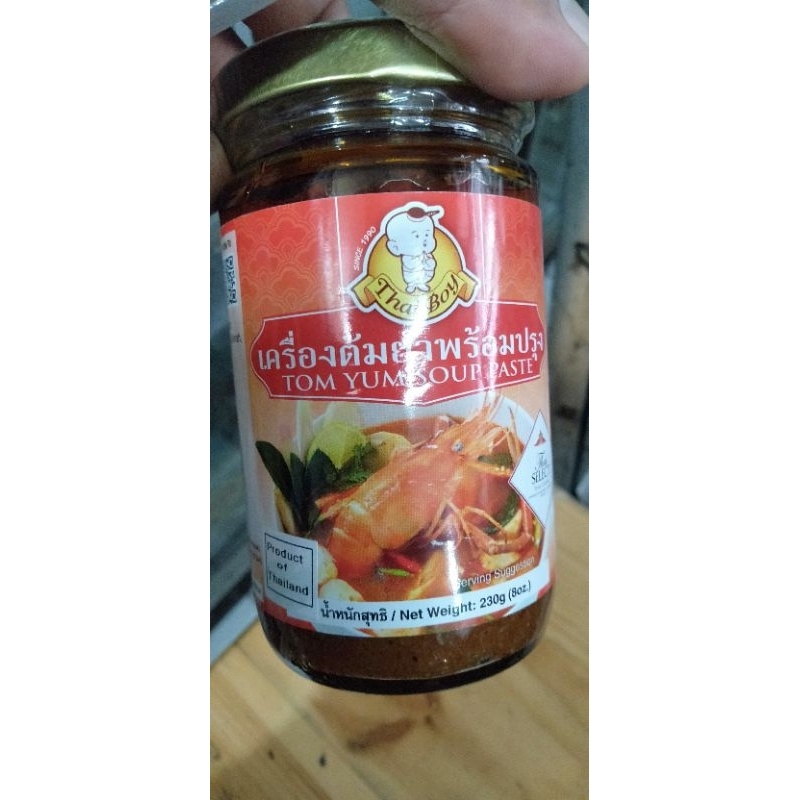 SINCE 1990
Thai Boy
เครื่องต้มยำพร้อมปรุง
TOM YUM SOUP PASTE
Thai
SELECT
Product
of
Thailand
Serving Suggestion
น้ำหนักสุทธิ / Net Weight: 230g (8oz.)